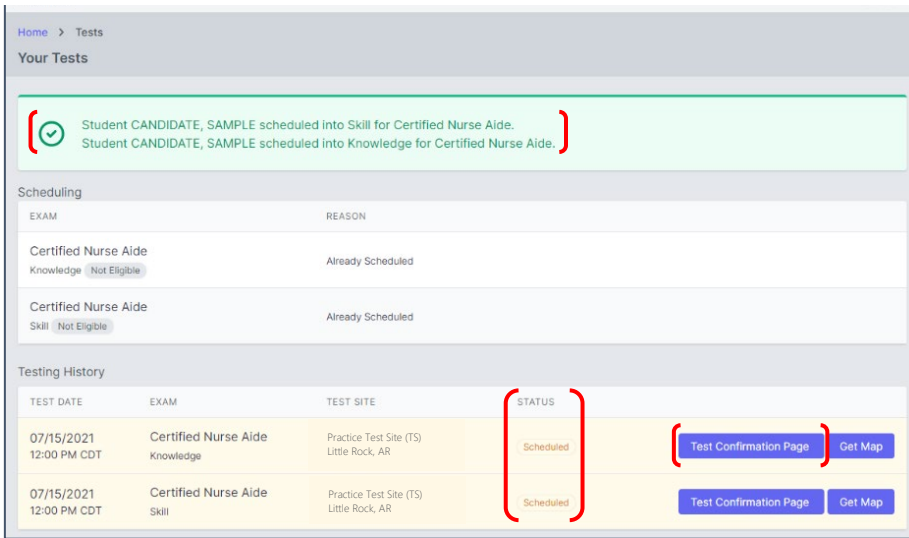 Home > Tests
Your Tests
Student CANDIDATE, SAMPLE scheduled into Skill for Certified Nurse Aide.
Student CANDIDATE, SAMPLE scheduled into Knowledge for Certified Nurse Aide.
Scheduling
EXAM REASON
Certified Nurse Aide
Knowledge Not Eligible Already Scheduled
Certified Nurse Aide
Skill Not Eligible Already Scheduled
Testing History
TEST DATE EXAM TEST SITE STATUS
07/15/2021 Certified Nurse Aide Practice Test Site (TS) Scheduled Test Confirmation Page Get Map
12:00 PM CDT Knowledge Little Rock, AR
07/15/2021 Certified Nurse Aide Practice Test Site (TS) Scheduled Test Confirmation Page Get Map
12:00 PM CDT Skill Little Rock, AR